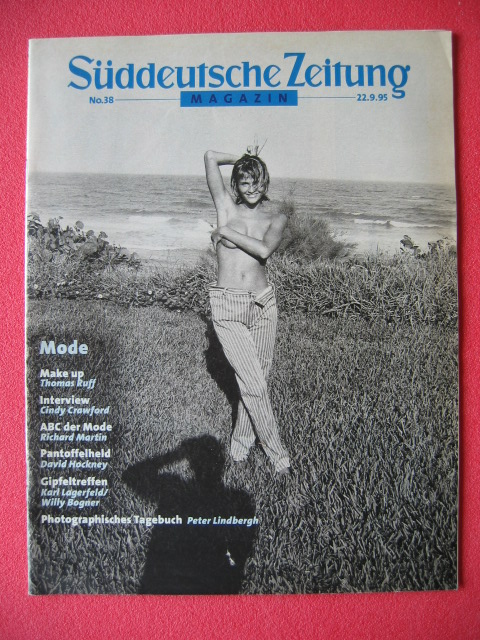 Süddeutsche Zeitung
No.38 MAGAZIN 22.9.95
Mode
Make up
Thomas Ruff
Interview
Cindy Crawford
ABC der Mode
Richard Martin
Pantoffelheld
David Hockney
Gipfeltreffen
Karl Lagerfeld/
Willy Bogner
Photographisches Tagebuch Peter Lindbergh